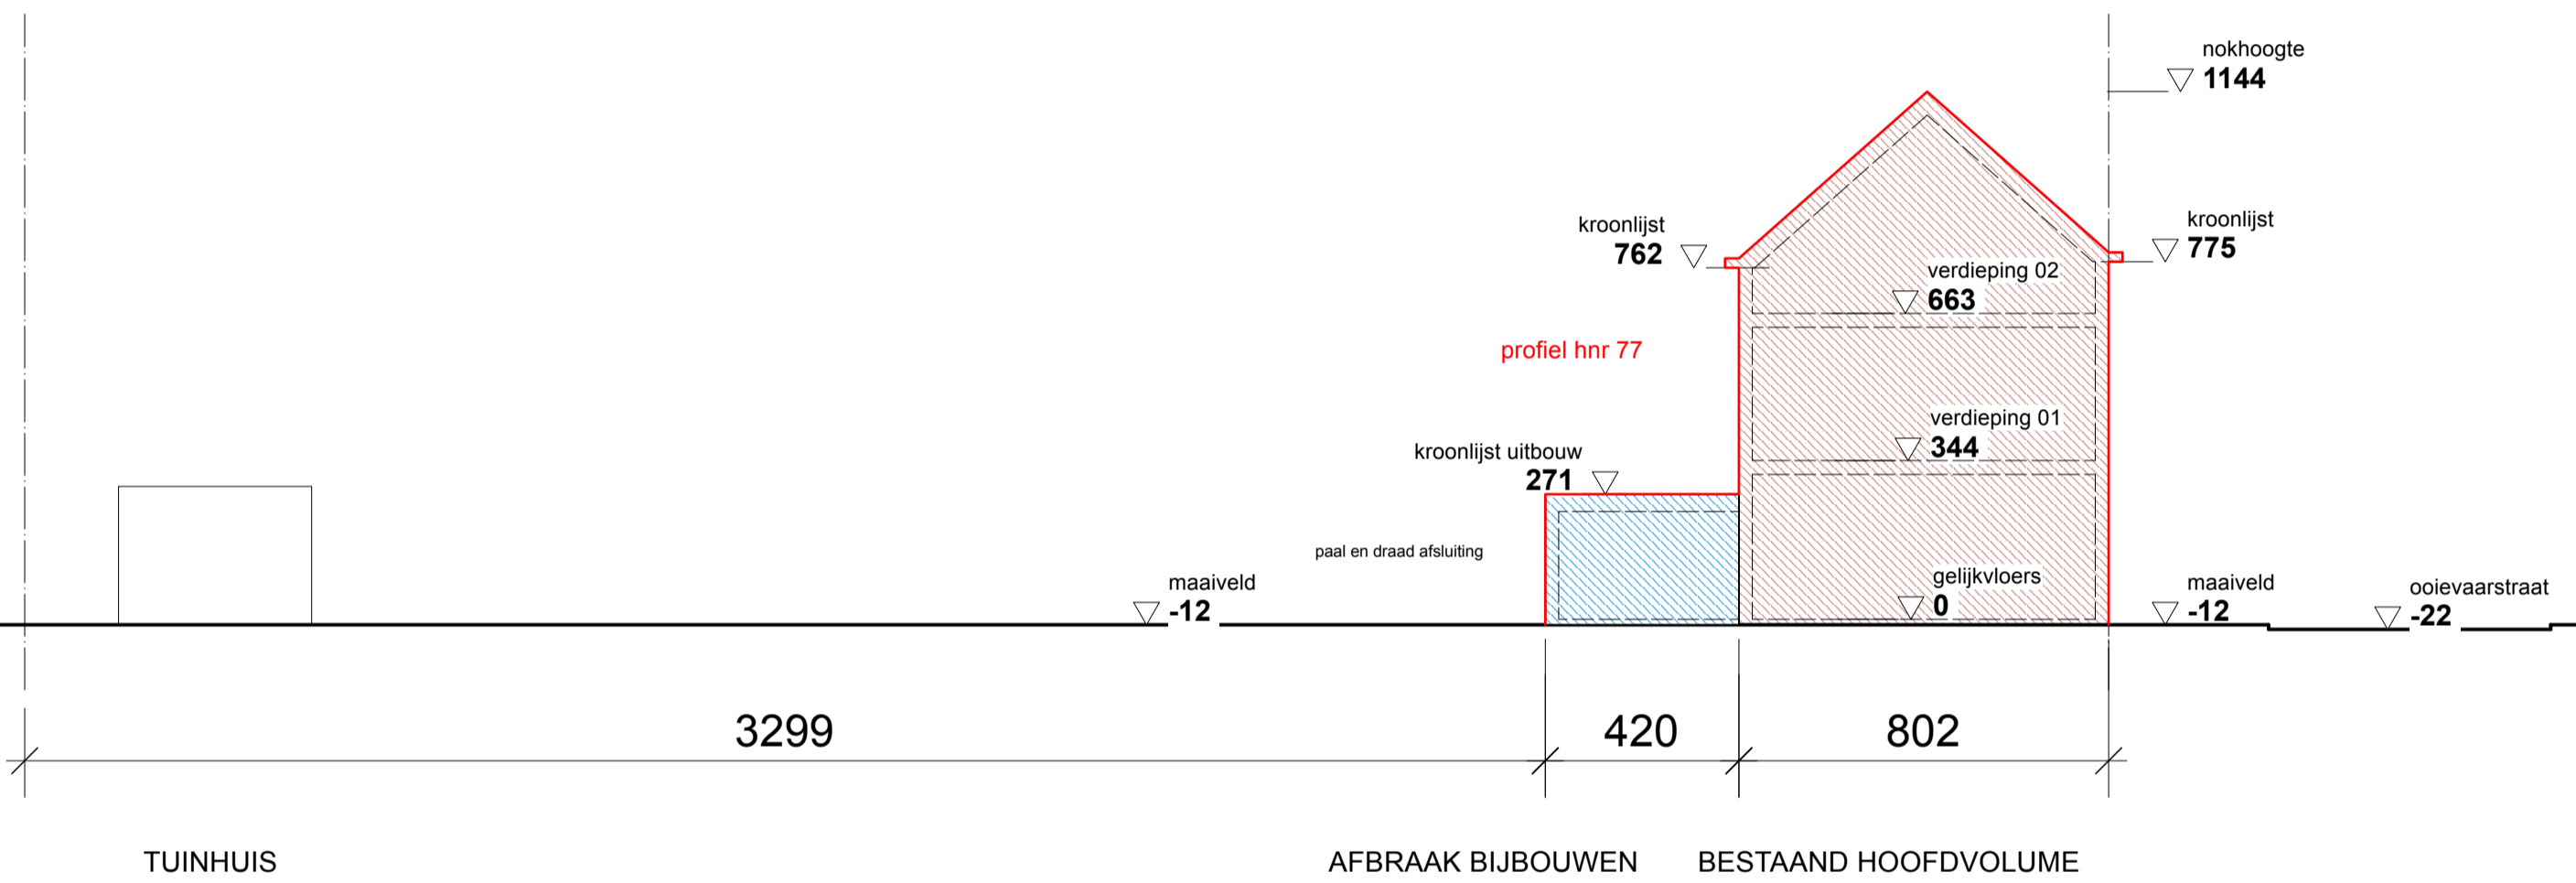 nokhoogte
1144
kroonlijst
762
kroonlijst
775
verdieping 02
663
profiel hnr 77
verdieping 01
344
kroonlijst uitbouw
271
paal en draad afsluiting
maaiveld
-12
gelijkvloers
0
maaiveld
-12
ooievaarstraat
-22
3299
420
802
TUINHUIS
AFBRAAK BIJBOUWEN
BESTAAND HOOFDVOLUME